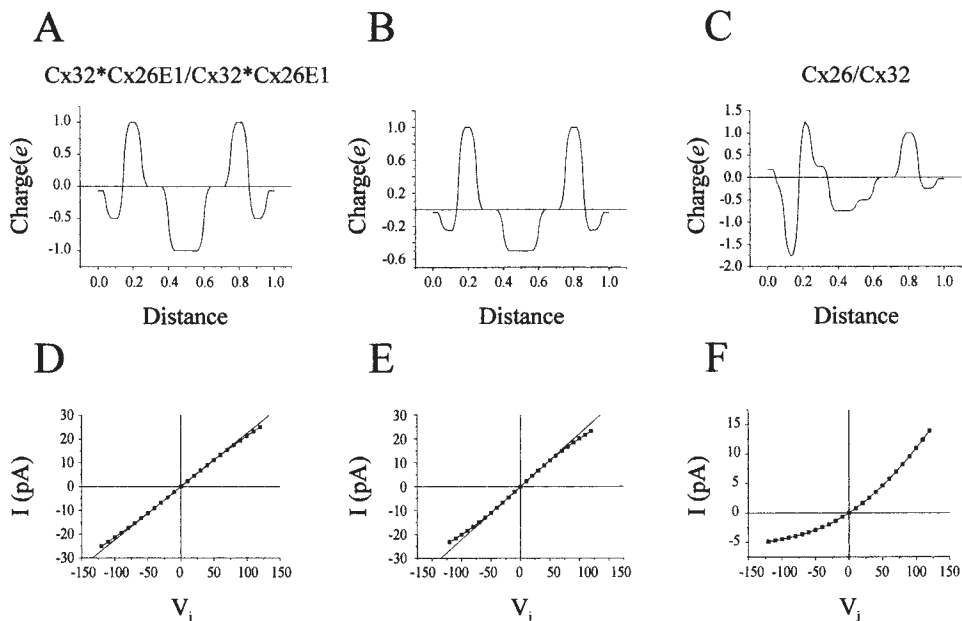 A
B
C
Cx32*Cx26E1/Cx32*Cx26E1
Cx26/Cx32
Charge(e)
1.0
0.5
0.0
-0.5
-1.0
0.0 0.2 0.4 0.6 0.8 1.0
Distance
Charge(e)
1.0
0.6
0.2
-0.2
-0.6
0.0 0.2 0.4 0.6 0.8 1.0
Distance
Charge(e)
1.5
1.0
0.5
0.0
-0.5
-1.0
-1.5
-2.0
0.0 0.2 0.4 0.6 0.8 1.0
Distance
D
E
F
I (pA)
30
20
10
0
-10
-20
-30
-150 -100 -50 0 50 100 150
Vj
I (pA)
30
20
10
0
-10
-20
-30
-150 -100 -50 0 50 100 150
Vj
I (pA)
15
10
5
0
-5
-150 -100 -50 0 50 100 150
Vj